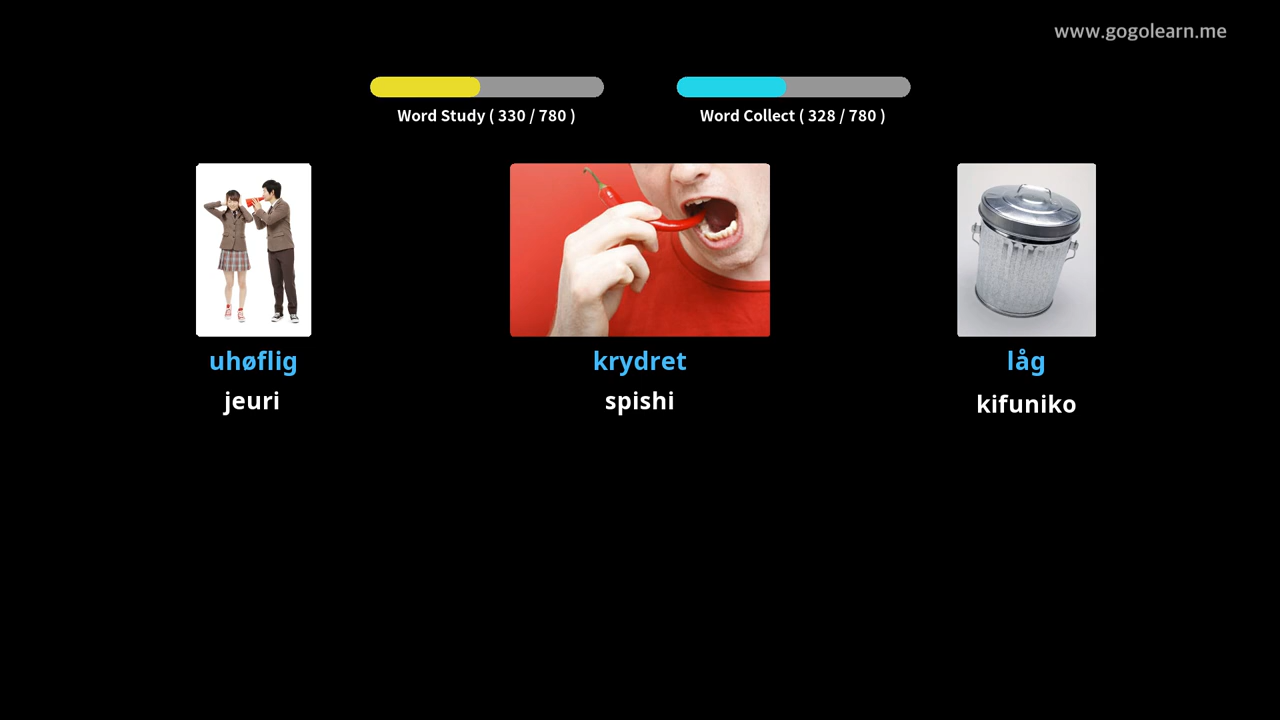 www.gogolearn.me
Word Study ( 330 / 780 )
Word Collect ( 328 / 780 )
uhøflig
jeuri
krydret
spishi
låg
kifuniko